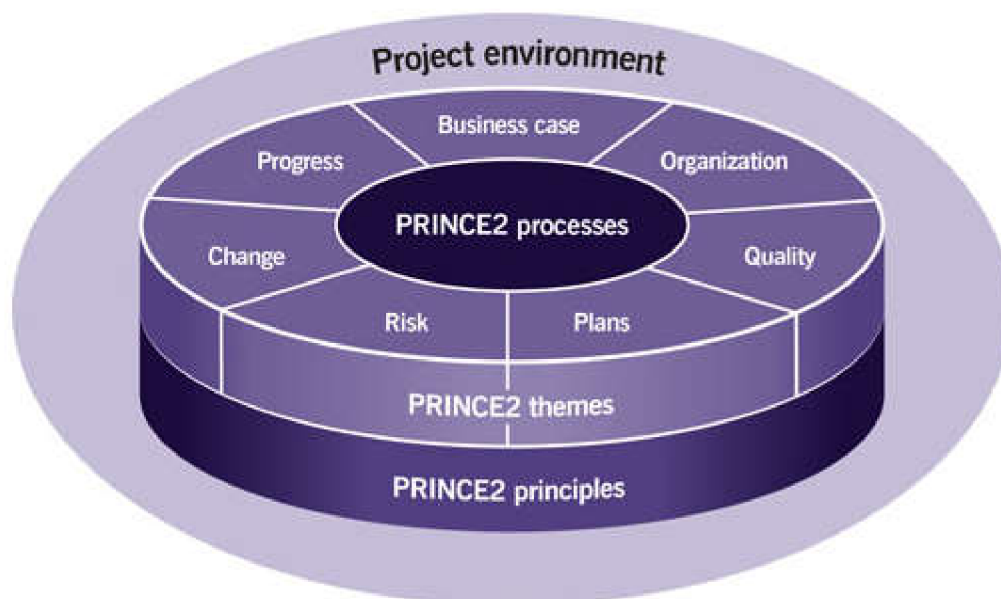 Project environment
Business case
Progress
Organization
PRINCE2 processes
Change
Quality
Risk
Plans
PRINCE2 themes
PRINCE2 principles